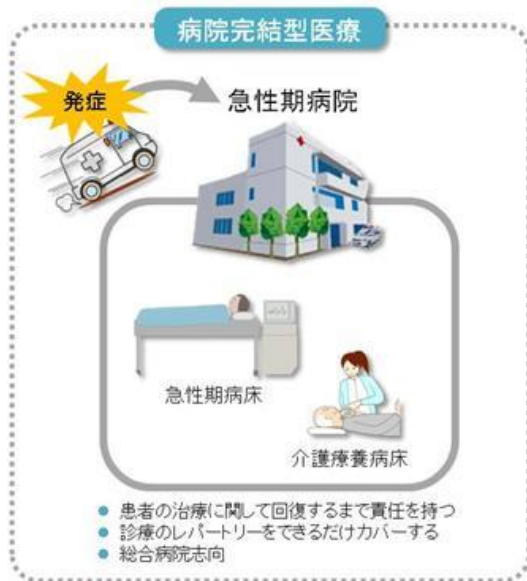 病院完結型医療
発症
急性期病院
急性期病床
介護療養病床
● 患者の治療に関して回復するまで責任を持つ
● 診療のレパートリーをできるだけカバーする
● 総合病院志向